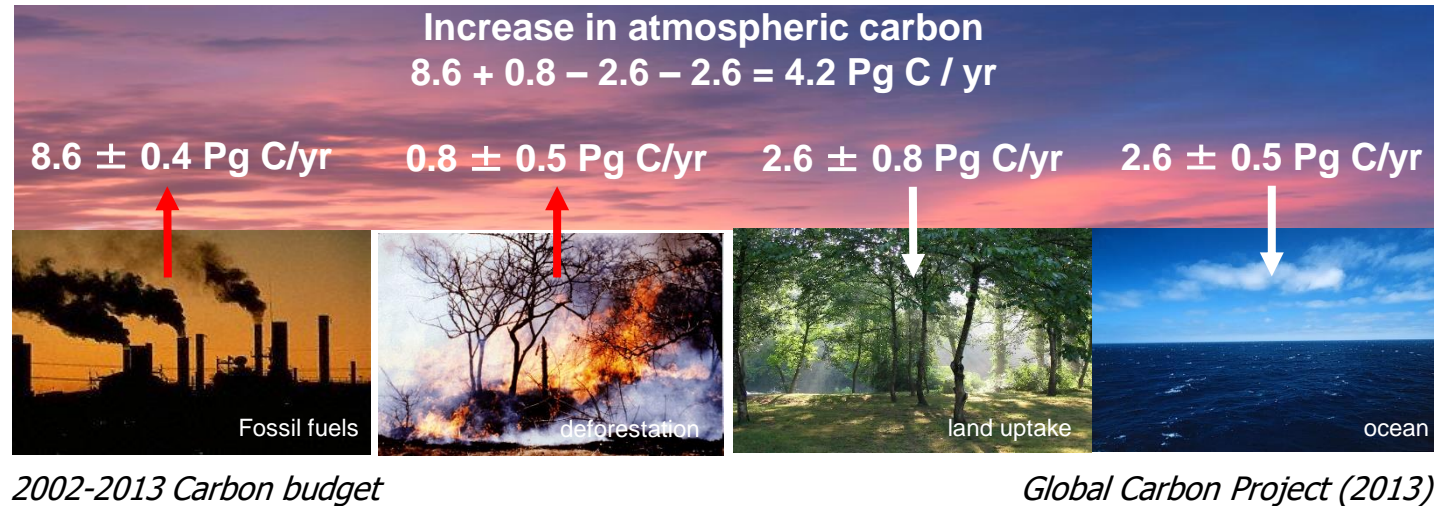 Increase in atmospheric carbon
8.6 + 0.8 – 2.6 – 2.6 = 4.2 Pg C / yr
8.6 ± 0.4 Pg C/yr
0.8 ± 0.5 Pg C/yr
2.6 ± 0.8 Pg C/yr
2.6 ± 0.5 Pg C/yr
Fossil fuels
deforestation
land uptake
ocean
2002-2013 Carbon budget
Global Carbon Project (2013)